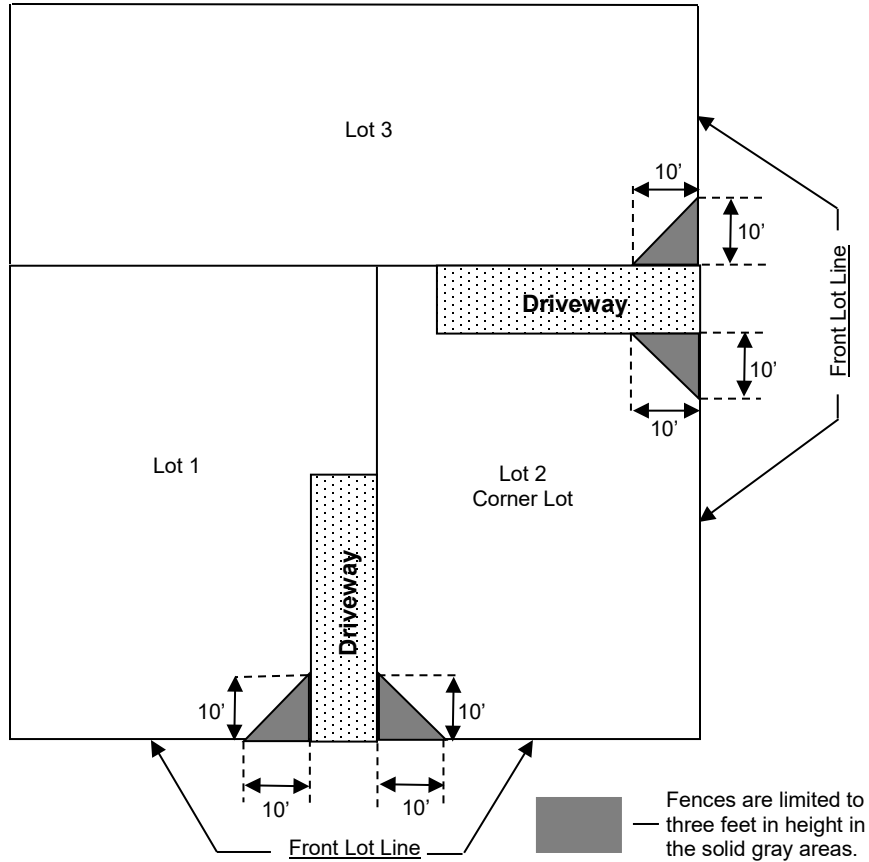 Lot 3
10’
10’
Driveway
Front Lot Line
10’
10’
Lot 1
Lot 2
Corner Lot
Driveway
10’
10’
10’
10’
Front Lot Line
Fences are limited to
three feet in height in
the solid gray areas.